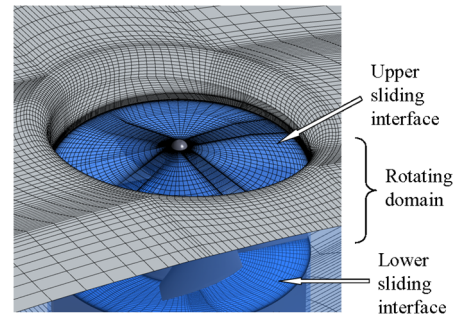 Upper
sliding
interface
Rotating
domain
Lower
sliding
interface